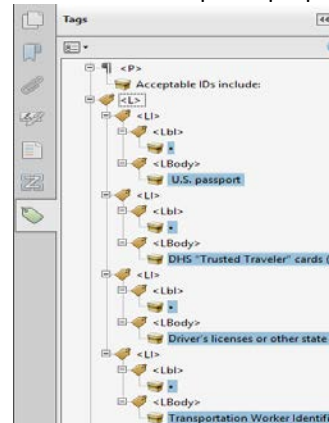 Tags
<P>
Acceptable IDs include:
<L>
<LI>
<Lbl>
•
<LBody>
U.S. passport
<LI>
<Lbl>
•
<LBody>
DHS "Trusted Traveler" cards (
<LI>
<Lbl>
•
<LBody>
Driver's licenses or other state
<LI>
<Lbl>
•
<LBody>
Transportation Worker Identifi